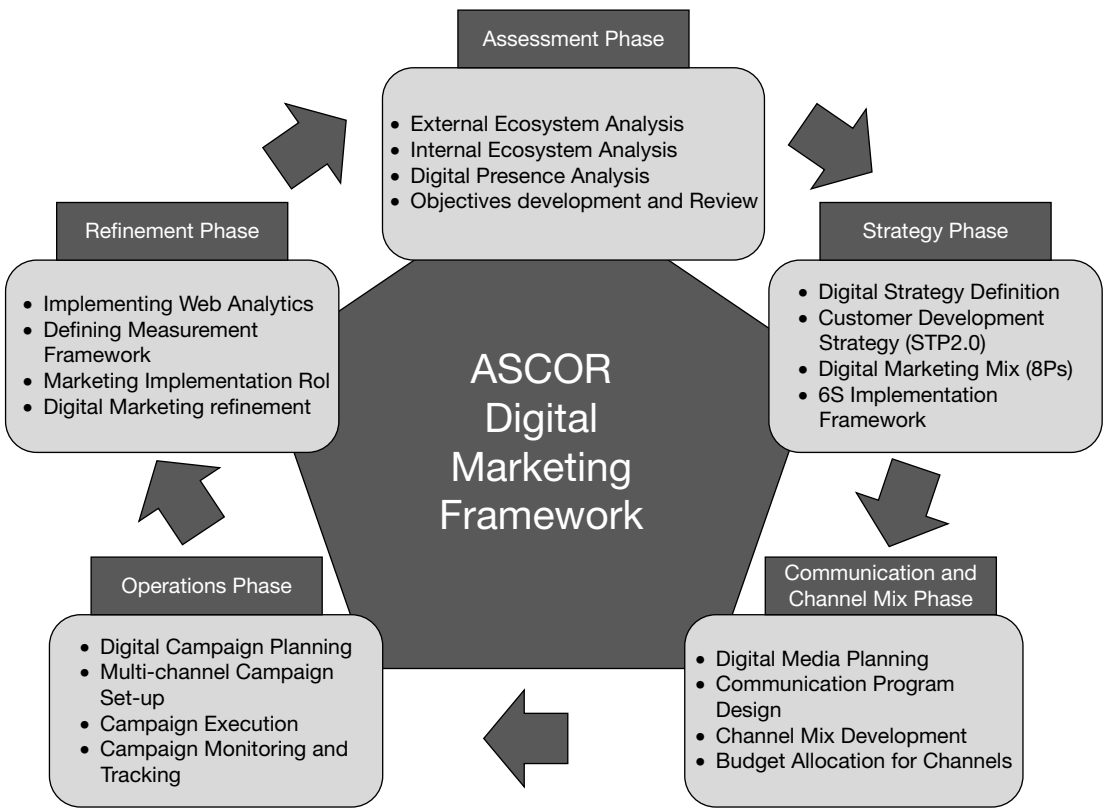 Assessment Phase
• External Ecosystem Analysis
• Internal Ecosystem Analysis
• Digital Presence Analysis
• Objectives development and Review
Strategy Phase
• Digital Strategy Definition
• Customer Development
Strategy (STP2.0)
• Digital Marketing Mix (8Ps)
• 6S Implementation
Framework
Communication and
Channel Mix Phase
• Digital Media Planning
• Communication Program
Design
• Channel Mix Development
• Budget Allocation for Channels
Operations Phase
• Digital Campaign Planning
• Multi-channel Campaign
Set-up
• Campaign Execution
• Campaign Monitoring and
Tracking
Refinement Phase
• Implementing Web Analytics
• Defining Measurement
Framework
• Marketing Implementation RoI
• Digital Marketing refinement
ASCOR
Digital
Marketing
Framework